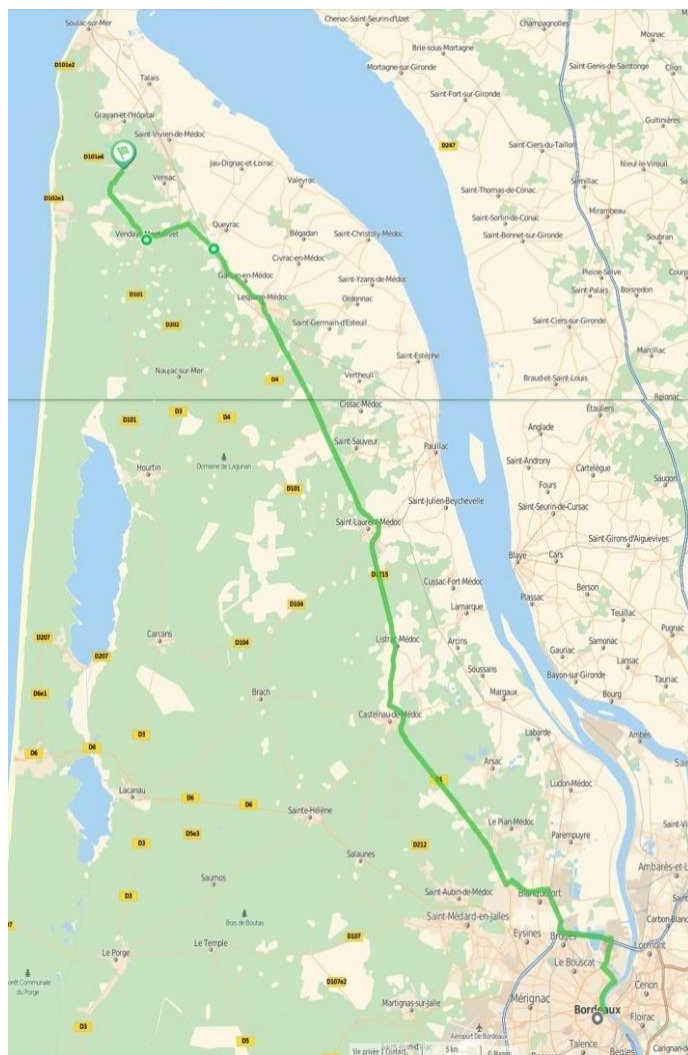 Soulac-sur-Mer
Chenac-Saint-Seurin-d'Uzet
Champagnolles
Mosnac
Brie-sous-Mortagne
D101e2
Mortagne-sur-Gironde
Saint-Genis-de-Saintonge
Clion
Talais
Saint-Fort-sur-Gironde
Grayan-et-l'Hôpital
Guitinières
Saint-Vivien-de-Médoc
D247
Saint-Ciers-du-Taillon
D101e6
Jau-Dignac-et-Loirac
Nieul-le-Virouil
Vensac
Valeyrac
Semillac
D102e1
Saint-Thomas-de-Conac
Mirambeau
Saint-Sorlin-de-Conac
Queyrac
Vendays-Montalivet
Bégadan
Saint-Christoly-Médoc
Saint-Bonnet-sur-Gironde
Soubran
Civrac-en-Médoc
Gaillan-en-Médoc
Pleine-Selve
Saint-Yzans-de-Médoc
D101
Lesparre-Médoc
Ordonnac
Saint-Palais
Boisredon
D202
Saint-Germain-d'Esteuil
Saint-Ciers-sur-Gironde
Marcillac
Saint-Estèphe
Naujac-sur-Mer
D4
Vertheuil
Braud-et-Saint-Louis
Reignac
D3
Cissac-Médoc
Étauliers
D101
D4
Anglade
Saint-Sauveur
Pauillac
Domaine de Lagunan
Saint-Androny
Cartelègue
Hourtin
Saugon
D101
Fours
Saint-Julien-Beychevelle
Saint-Seurin-de-Cursac
Saint-Laurent-Médoc
Saint-Girons-d'Aiguevives
Blaye
Cars
D1215
Cussac-Fort-Médoc
Berson
Plassac
D104
Lamarque
Teuillac
Pugnac
D207
Carcans
D104
Listrac-Médoc
Arcins
Gauriac
Samonac
D207
Lansac
Soussans
Bayon-sur-Gironde
Tauriac
D6e1
Brach
Margaux
Bourg
Castelnau-de-Médoc
D3
Labarde
Ambès
D6
D6
Arsac
D1
Ludon-Médoc
Lacanau
D6
D6
Sainte-Hélène
Le Pian-Médoc
D5e3
Parempuyre
D3
D212
Salaunes
Saumos
Saint-Aubin-de-Médoc
Blanquefort
D3
Saint-Médard-en-Jalles
Bois de Boutas
Eysines
Bruges
Lormont
D107
Le Porge
Le Temple
Le Bouscat
D107e2
Cenon
Mérignac
Martignas-sur-Jalle
Bordeaux
Floirac
D3
Aéroport De Bordeaux
D5
Talence
Vie privée | Contact
5 km
Bègles